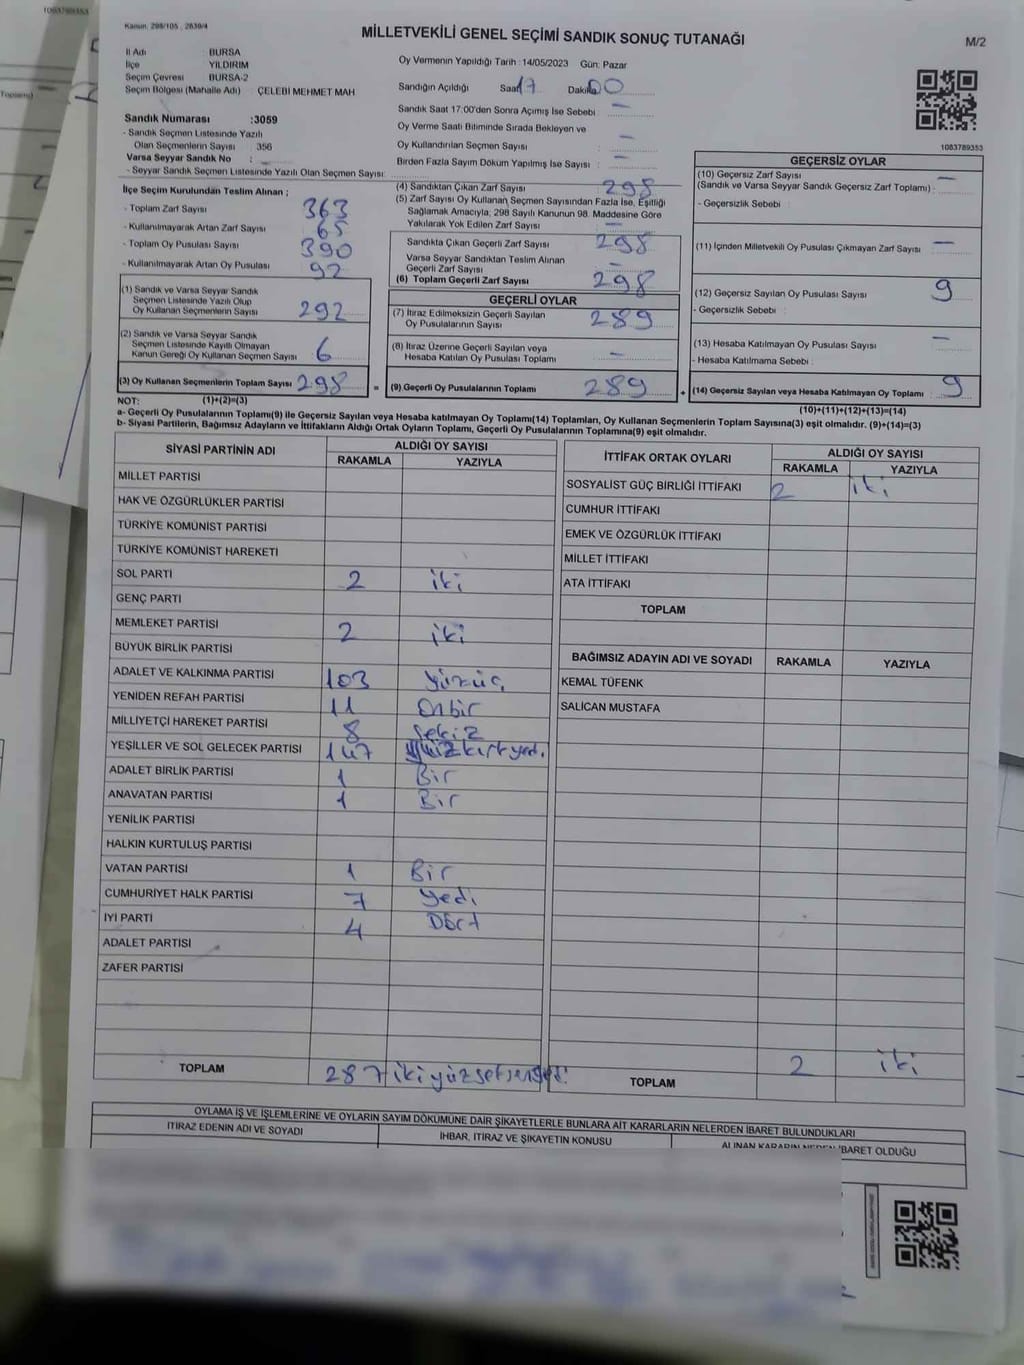 1083789353
Kanun. 298/105 , 2839/4
MİLLETVEKİLİ GENEL SEÇİMİ SANDIK SONUÇ TUTANAĞI
M/2
İl Adı : BURSA
İlçe YILDIRIM
Seçim Çevresi BURSA-2
Seçim Bölgesi (Mahalle Adı) ÇELEBİ MEHMET MAH
Oy Vermenin Yapıldığı Tarih : 14/05/2023 Gün: Pazar
Sandığın Açıldığı Saat 17 Dakika 00
Sandık Saat 17:00'den Sonra Açımış İse Sebebi : —
Oy Verme Saati Bitiminde Sırada Bekleyen ve
Oy Kullandırılan Seçmen Sayısı : —
Birden Fazla Sayım Döküm Yapılmış İse Sayısı : —
1083789353
Sandık Numarası :3059
- Sandık Seçmen Listesinde Yazılı
Olan Seçmenlerin Sayısı : 356
Varsa Seyyar Sandık No : —
- Seyyar Sandık Seçmen Listesinde Yazılı Olan Seçmen Sayısı:
İlçe Seçim Kurulundan Teslim Alınan ;
- Toplam Zarf Sayısı 363
- Kullanılmayarak Artan Zarf Sayısı 65
- Toplam Oy Pusulası Sayısı 390
- Kullanılmayarak Artan Oy Pusulası 92
(1) Sandık ve Varsa Seyyar Sandık
Seçmen Listesinde Yazılı Olup
Oy Kullanan Seçmenlerin Sayısı 292
(2) Sandık ve Varsa Seyyar Sandık
Seçmen Listesinde Kayıtlı Olmayan
Kanun Gereği Oy Kullanan Seçmen Sayısı 6
(3) Oy Kullanan Seçmenlerin Toplam Sayısı 298 =
(4) Sandıktan Çıkan Zarf Sayısı 298
(5) Zarf Sayısı Oy Kullanan Seçmen Sayısından Fazla İse, Eşitliği
Sağlamak Amacıyla, 298 Sayılı Kanunun 98. Maddesine Göre
Yakılarak Yok Edilen Zarf Sayısı —
Sandıkta Çıkan Geçerli Zarf Sayısı 298
Varsa Seyyar Sandıktan Teslim Alınan
Geçerli Zarf Sayısı —
(6) Toplam Geçerli Zarf Sayısı 298
GEÇERLİ OYLAR
(7) İtiraz Edilmeksizin Geçerli Sayılan
Oy Pusulalarının Sayısı 289
(8) İtiraz Üzerine Geçerli Sayılan veya
Hesaba Katılan Oy Pusulası Toplamı —
(9) Geçerli Oy Pusulalarının Toplamı 289 +
GEÇERSİZ OYLAR
(10) Geçersiz Zarf Sayısı —
(Sandık ve Varsa Seyyar Sandık Geçersiz Zarf Toplamı) :
- Geçersizlik Sebebi :
(11) İçinden Milletvekili Oy Pusulası Çıkmayan Zarf Sayısı —
(12) Geçersiz Sayılan Oy Pusulası Sayısı 9
- Geçersizlik Sebebi :
(13) Hesaba Katılmayan Oy Pusulası Sayısı —
- Hesaba Katılmama Sebebi :
(14) Geçersiz Sayılan veya Hesaba Katılmayan Oy Toplamı : 9
NOT: (1)+(2)=(3) (10)+(11)+(12)+(13)=(14)
a- Geçerli Oy Pusulalarının Toplamı(9) ile Geçersiz Sayılan veya Hesaba katılmayan Oy Toplamı(14) Toplamları, Oy Kullanan Seçmenlerin Toplam Sayısına(3) eşit olmalıdır. (9)+(14)=(3)
b- Siyasi Partilerin, Bağımsız Adayların ve İttifakların Aldığı Ortak Oyların Toplamı, Geçerli Oy Pusulalarının Toplamına(9) eşit olmalıdır.
SİYASİ PARTİNİN ADI ALDIĞI OY SAYISI
RAKAMLA YAZIYLA
MİLLET PARTİSİ
HAK VE ÖZGÜRLÜKLER PARTİSİ
TÜRKİYE KOMÜNİST PARTİSİ
TÜRKİYE KOMÜNİST HAREKETİ
SOL PARTİ 2 iki
GENÇ PARTİ
MEMLEKET PARTİSİ 2 iki
BÜYÜK BİRLİK PARTİSİ
ADALET VE KALKINMA PARTİSİ 103 yüzüç
YENİDEN REFAH PARTİSİ 11 Onbir
MİLLİYETÇİ HAREKET PARTİSİ 8 Sekiz
YEŞİLLER VE SOL GELECEK PARTİSİ 147 yüzkırkyedi
ADALET BİRLİK PARTİSİ 1 Bir
ANAVATAN PARTİSİ 1 Bir
YENİLİK PARTİSİ
HALKIN KURTULUŞ PARTİSİ
VATAN PARTİSİ 1 Bir
CUMHURİYET HALK PARTİSİ 7 yedi
İYİ PARTİ 4 Dört
ADALET PARTİSİ
ZAFER PARTİSİ
TOPLAM 287
İTTİFAK ORTAK OYLARI ALDIĞI OY SAYISI
RAKAMLA YAZIYLA
SOSYALİST GÜÇ BİRLİĞİ İTTİFAKI 2 iki
CUMHUR İTTİFAKI
EMEK VE ÖZGÜRLÜK İTTİFAKI
MİLLET İTTİFAKI
ATA İTTİFAKI
TOPLAM
BAĞIMSIZ ADAYIN ADI VE SOYADI RAKAMLA YAZIYLA
KEMAL TÜFENK
SALİCAN MUSTAFA
TOPLAM 2 iki
OYLAMA İŞ VE İŞLEMLERİNE VE OYLARIN SAYIM DÖKÜMÜNE DAİR ŞİKAYETLERLE BUNLARA AİT KARARLARIN NELERDEN İBARET BULUNDUKLARI
İTİRAZ EDENİN ADI VE SOYADI İHBAR, İTİRAZ VE ŞİKAYETİN KONUSU ALINAN KARARIN NEDEN İBARET OLDUĞU